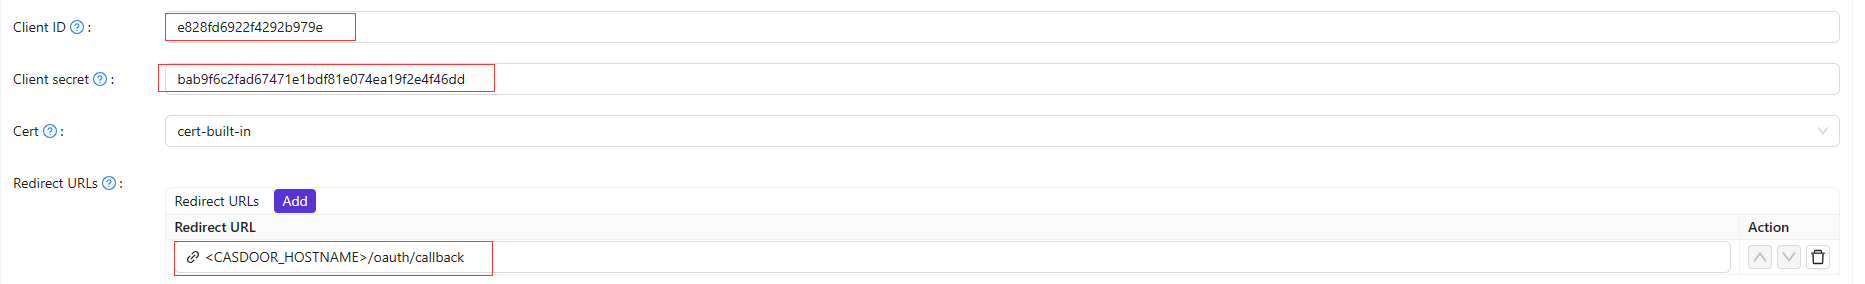 Client ID ? :
e828fd6922f4292b979e
Client secret ? :
bab9f6c2fad67471e1bdf81e074ea19f2e4f46dd
Cert ? :
cert-built-in
Redirect URLs ? :
Redirect URLs Add
Redirect URL Action
<CASDOOR_HOSTNAME>/oauth/callback